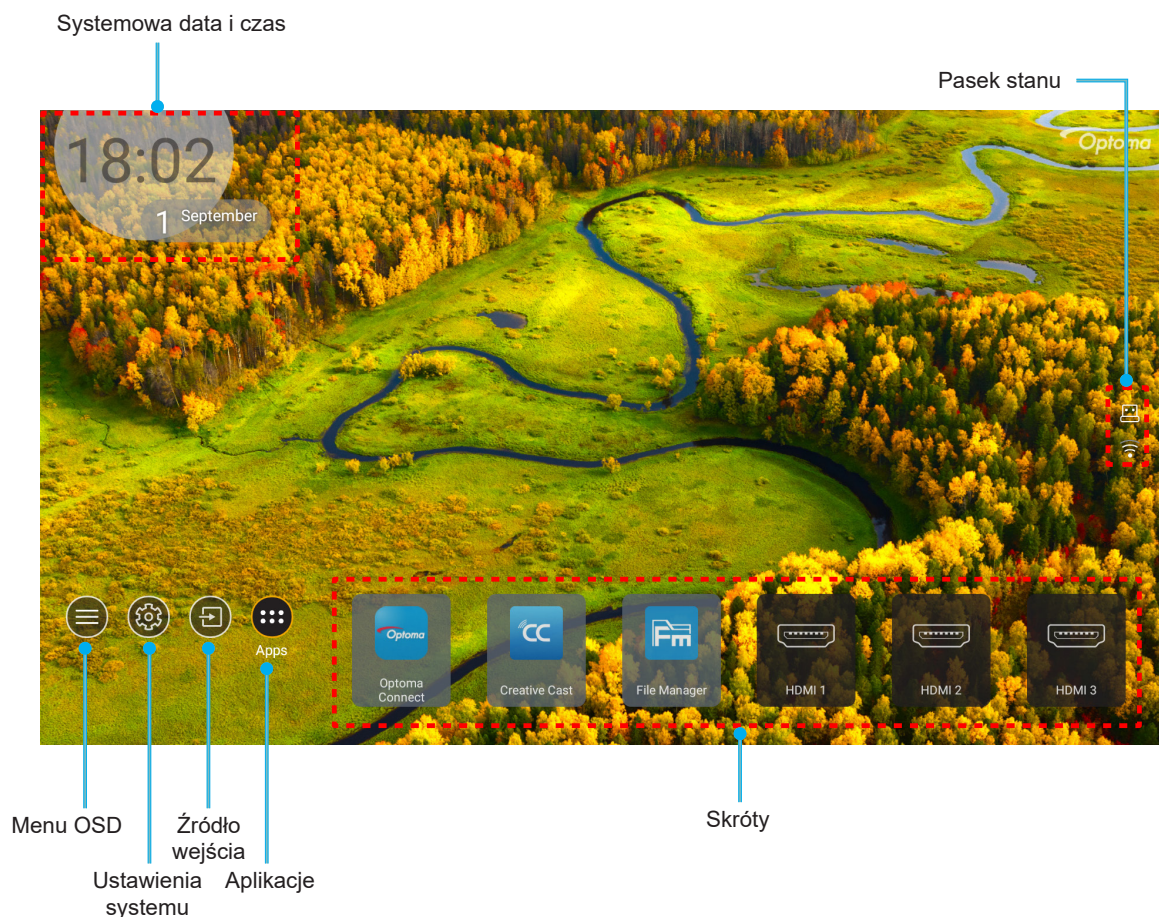 Systemowa data i czas
Pasek stanu
18:02
1 September
Optoma
Optoma
Apps
Optoma
Connect
CC
Creative Cast
Fm
File Manager
HDMI 1
HDMI 2
HDMI 3
Menu OSD
Źródło
wejścia
Skróty
Ustawienia
systemu
Aplikacje